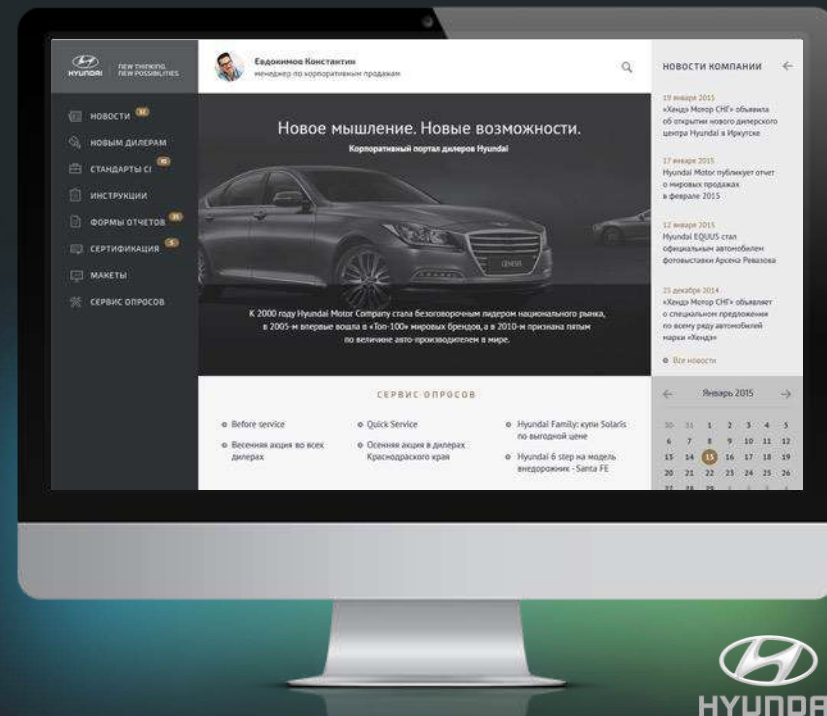 HYUNDAI
NEW THINKING.
NEW POSSIBILITIES.
НОВОСТИ
НОВЫМ ДИЛЕРАМ
СТАНДАРТЫ CI
ИНСТРУКЦИИ
ФОРМЫ ОТЧЕТОВ
СЕРТИФИКАЦИЯ 5
МАКЕТЫ
СЕРВИС ОПРОСОВ
Евдокимов Константин
менеджер по корпоративным продажам
Новое мышление. Новые возможности.
Корпоративный портал дилеров Hyundai
GENESIS
К 2000 году Hyundai Motor Company стала безоговорочным лидером национального рынка,
в 2005-м впервые вошла в «Топ-100» мировых брендов, а в 2010-м признана пятым
по величине авто-производителем в мире.
СЕРВИС ОПРОСОВ
Before service
Весенняя акция во всех
дилерах
Quick Service
Осенняя акция в дилерах
Краснодраского края
Hyundai Family: купи Solaris
по выгодной цене
Hyundai 6 step на модель
внедорожник - Santa FE
НОВОСТИ КОМПАНИИ
19 января 2015
«Хендэ Мотор СНГ» объявила
об открытии нового дилерского
центра Hyundai в Иркутске
17 января 2015
Hyundai Motor публикует отчет
о мировых продажах
в феврале 2015
12 января 2015
Hyundai EQUUS стал
официальным автомобилем
фотовыставки Арсена Ревазова
25 декабря 2014
«Хендэ Мотор СНГ» объявляет
о специальном предложении
по всему ряду автомобилей
марки «Хендэ»
Все новости
Январь 2015
30 31 1 2 3 4 5
6 7 8 9 10 11 12
13 14 15 16 17 18 19
20 21 22 23 24 25 26
27 28 29
HYUNDAI